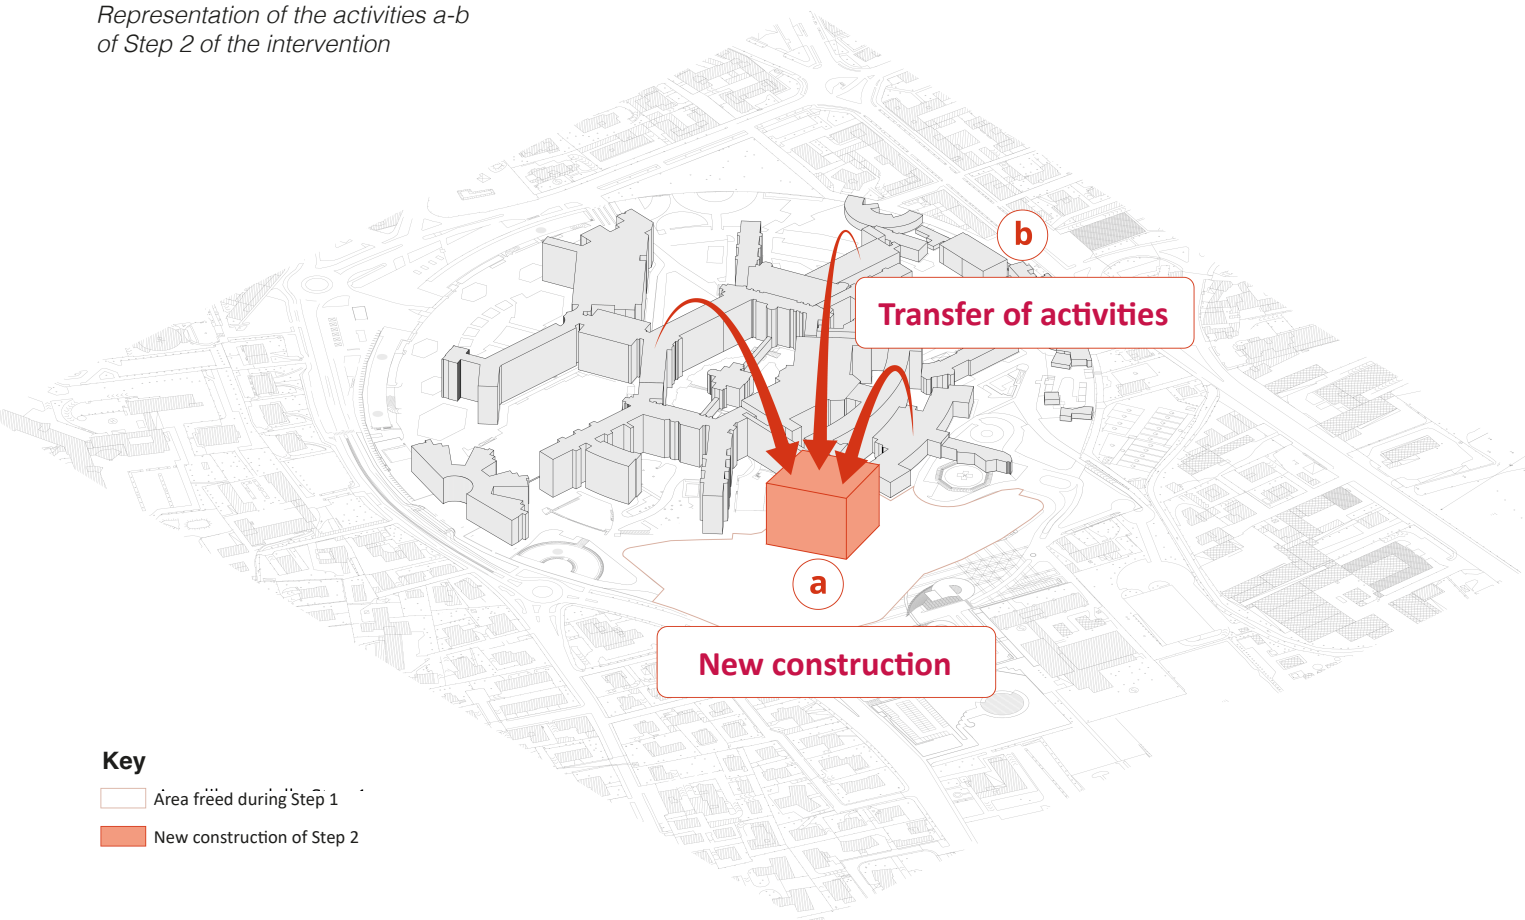 Representation of the activities a-b
of Step 2 of the intervention
b
Transfer of activities
a
New construction
Key
Area freed during Step 1
New construction of Step 2